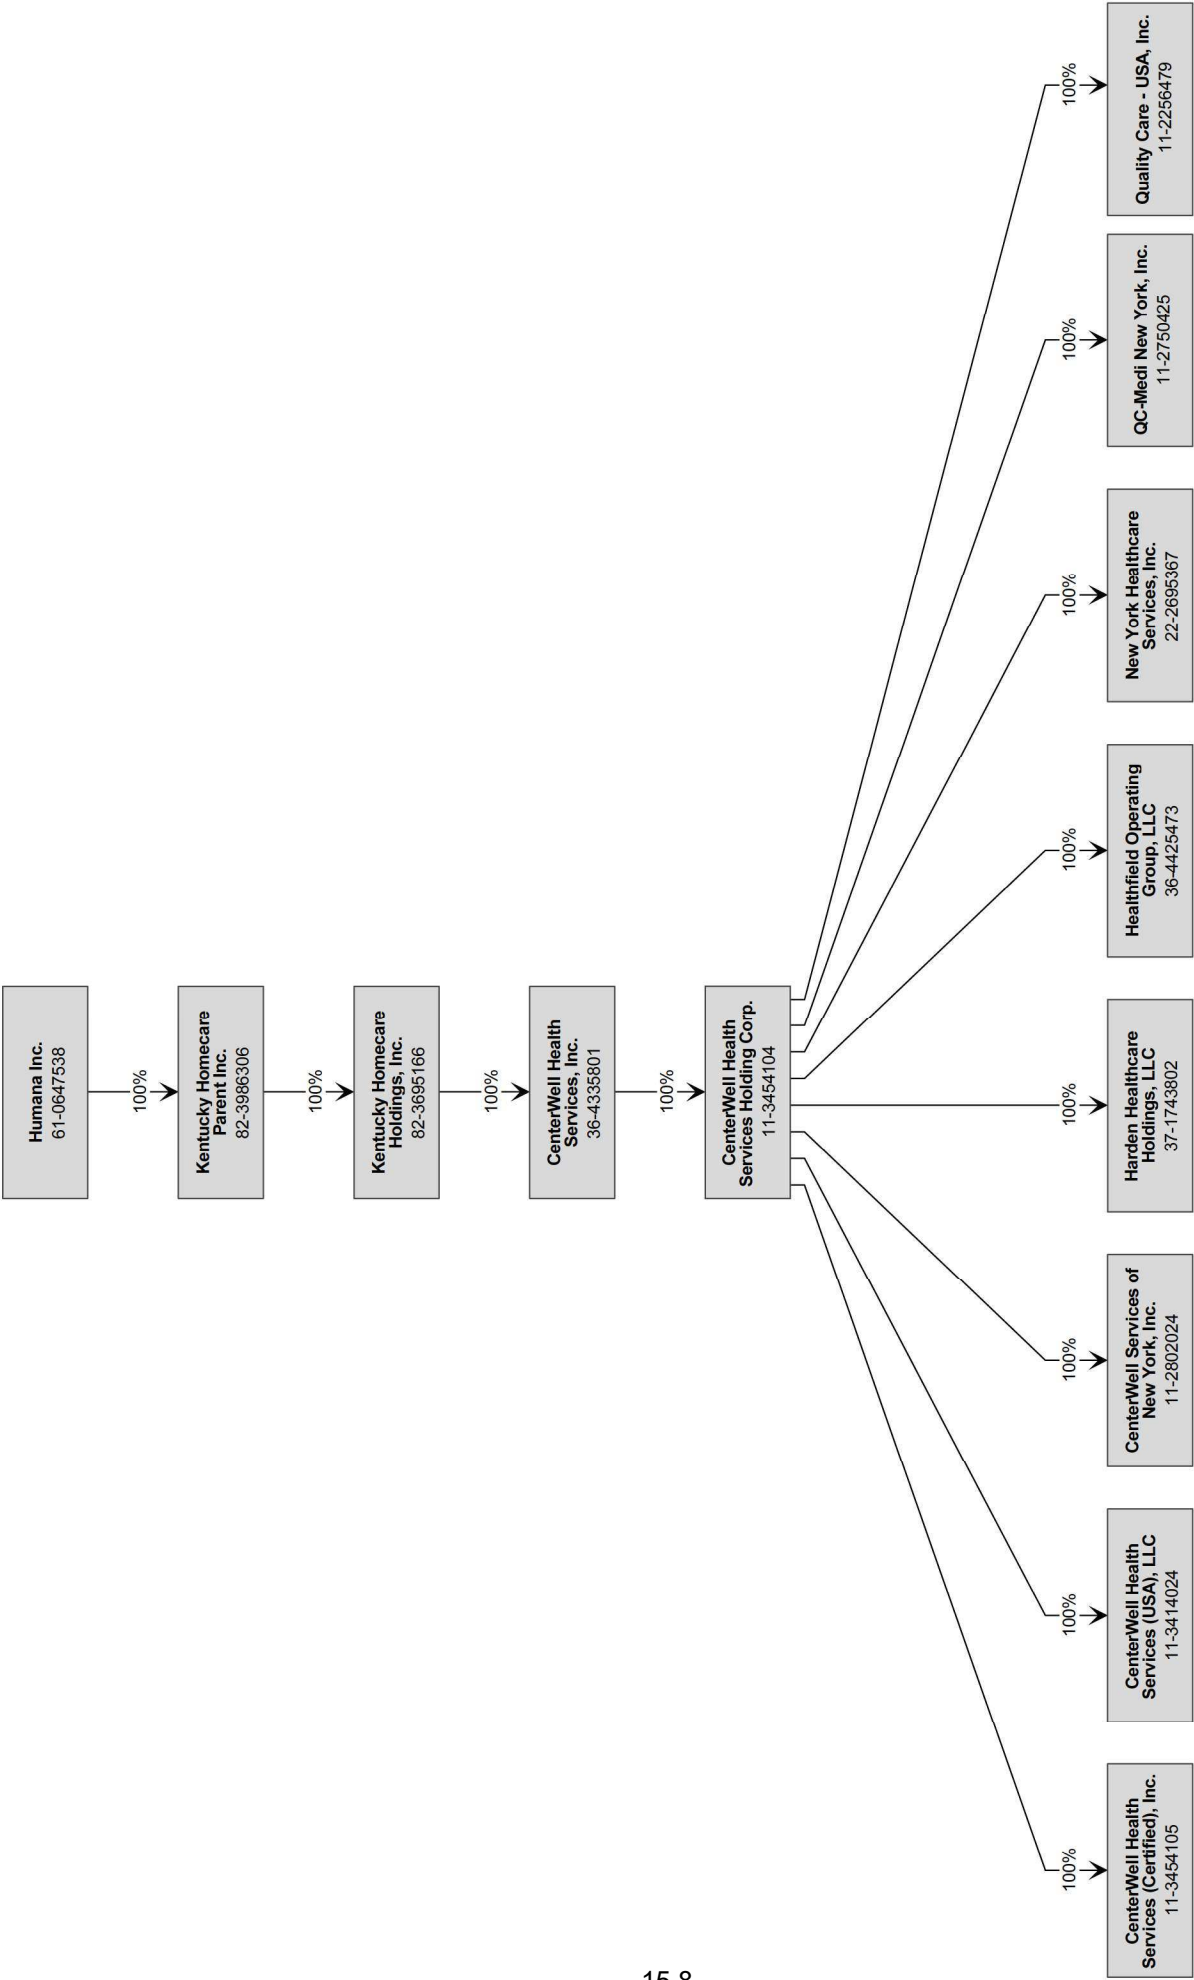 Humana Inc.
61-0647538
100%
Kentucky Homecare
Parent Inc.
82-3986306
100%
Kentucky Homecare
Holdings, Inc.
82-3695166
100%
CenterWell Health
Services, Inc.
36-4335801
100%
CenterWell Health
Services Holding Corp.
11-3454104
100%
100%
100%
100%
100%
100%
100%
100%
CenterWell Health
Services (Certified), Inc.
11-3454105
CenterWell Health
Services (USA), LLC
11-3414024
CenterWell Services of
New York, Inc.
11-2802024
Harden Healthcare
Holdings, LLC
37-1743802
Healthfield Operating
Group, LLC
36-4425473
New York Healthcare
Services, Inc.
22-2695367
QC-Medi New York, Inc.
11-2750425
Quality Care - USA, Inc.
11-2256479
15.8